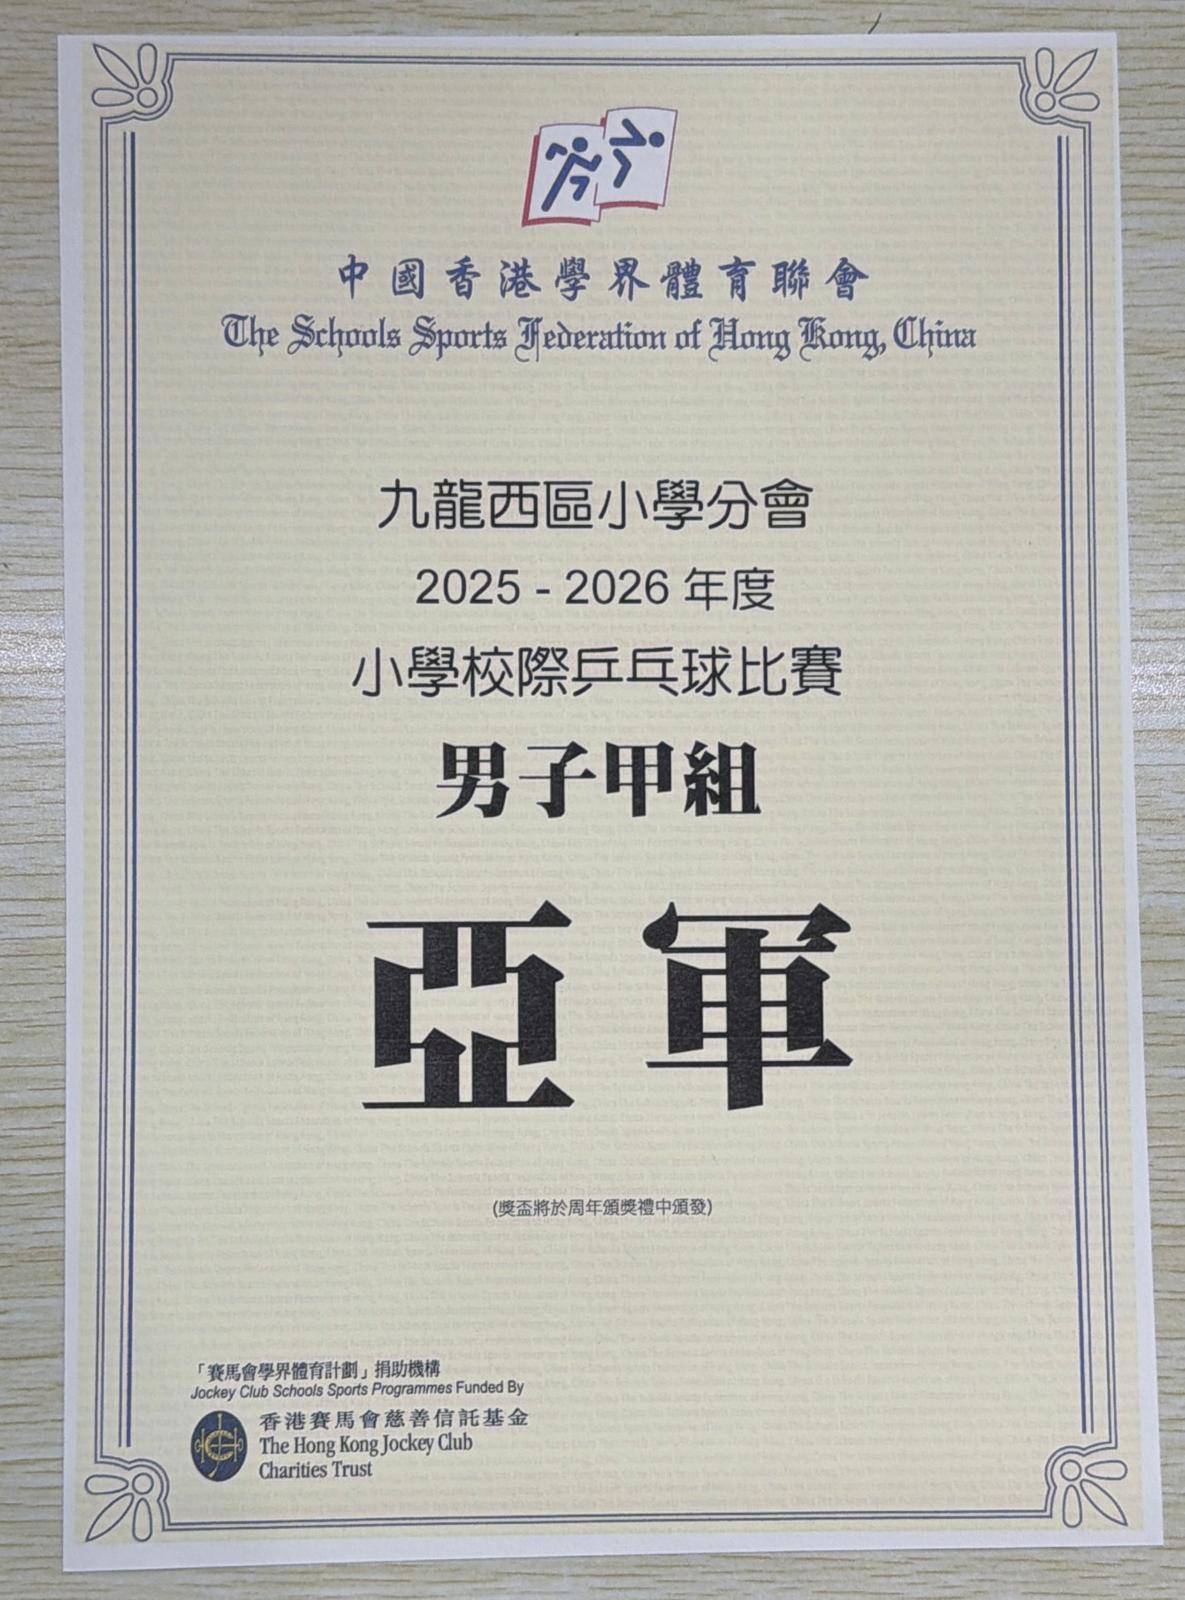 中國香港學界體育聯會
The Schools Sports Federation of Hong Kong, China
九龍西區小學分會
2025 - 2026 年度
小學校際乒乓球比賽
男子甲組
亞軍
(獎盃將於周年頒獎禮中頒發)
「賽馬會學界體育計劃」捐助機構
Jockey Club Schools Sports Programmes Funded By
香港賽馬會慈善信託基金
The Hong Kong Jockey Club
Charities Trust